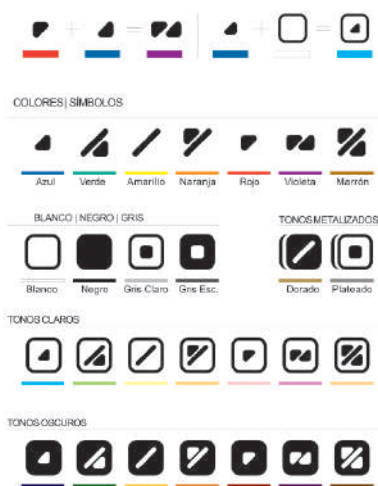 + = + =
COLORES | SÍMBOLOS
Azul Verde Amarillo Naranja Rojo Violeta Marrón
BLANCO | NEGRO | GRIS TONOS METALIZADOS
Blanco Negro Gris Claro Gris Esc. Dorado Plateado
TONOS CLAROS
TONOS OSCUROS